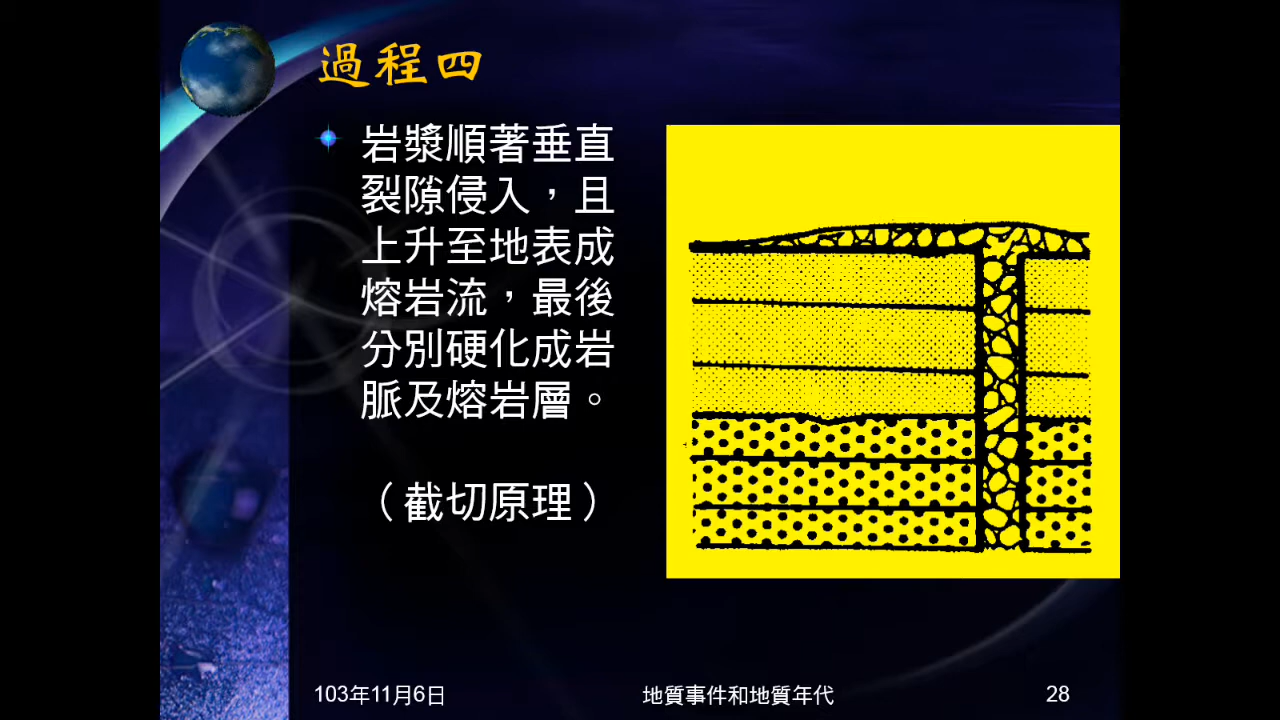 過程四
岩漿順著垂直
裂隙侵入，且
上升至地表成
熔岩流，最後
分別硬化成岩
脈及熔岩層。
（截切原理）
103年11月6日
地質事件和地質年代
28